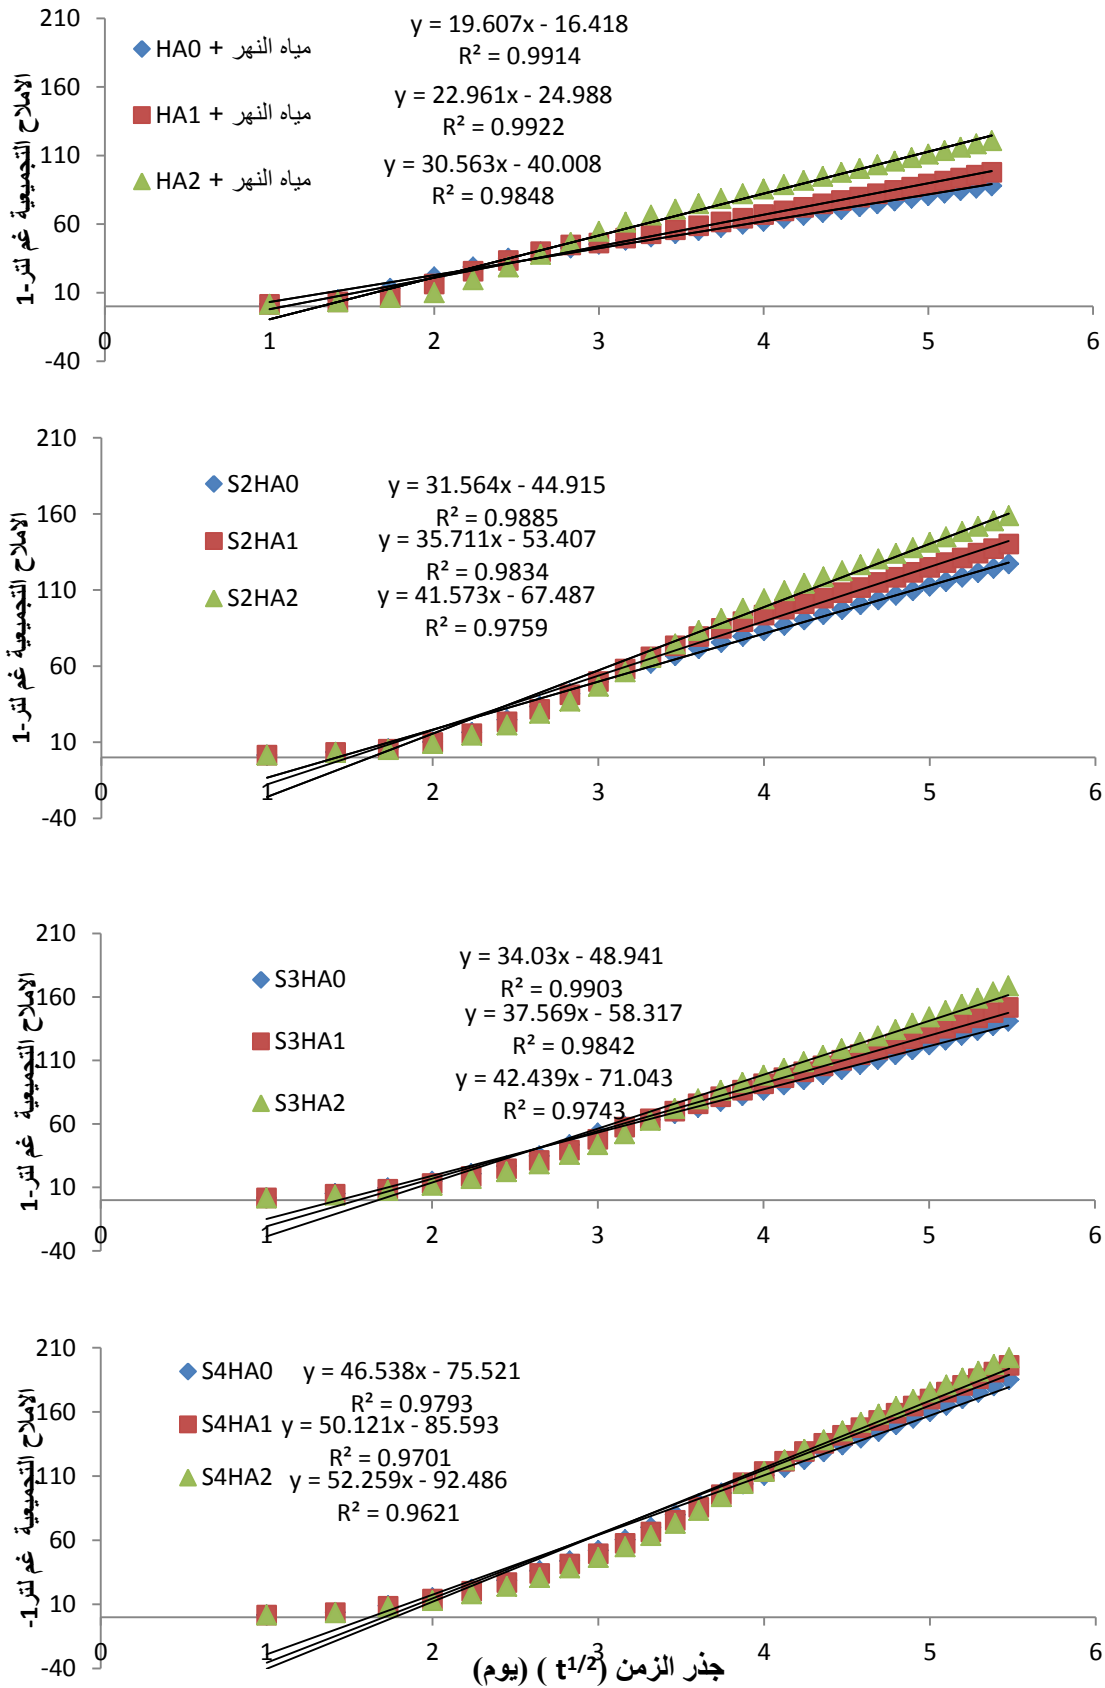 210
160
110
60
10
-40
0
1
2
3
4
5
6
الاملاح التجميعية غم لتر-1
HA0 + مياه النهر
HA1 + مياه النهر
HA2 + مياه النهر
y = 19.607x - 16.418
R² = 0.9914
y = 22.961x - 24.988
R² = 0.9922
y = 30.563x - 40.008
R² = 0.9848
210
160
110
60
10
-40
0
1
2
3
4
5
6
الاملاح التجميعية غم لتر-1
S2HA0
S2HA1
S2HA2
y = 31.564x - 44.915
R² = 0.9885
y = 35.711x - 53.407
R² = 0.9834
y = 41.573x - 67.487
R² = 0.9759
210
160
110
60
10
-40
0
1
2
3
4
5
6
الاملاح التجميعية غم لتر-1
S3HA0
S3HA1
S3HA2
y = 34.03x - 48.941
R² = 0.9903
y = 37.569x - 58.317
R² = 0.9842
y = 42.439x - 71.043
R² = 0.9743
210
160
110
60
10
-40
0
1
2
3
4
5
6
الاملاح التجميعية غم لتر1-
S4HA0
S4HA1
S4HA2
y = 46.538x - 75.521
R² = 0.9793
y = 50.121x - 85.593
R² = 0.9701
y = 52.259x - 92.486
R² = 0.9621
جذر الزمن (t¹/²) (يوم)